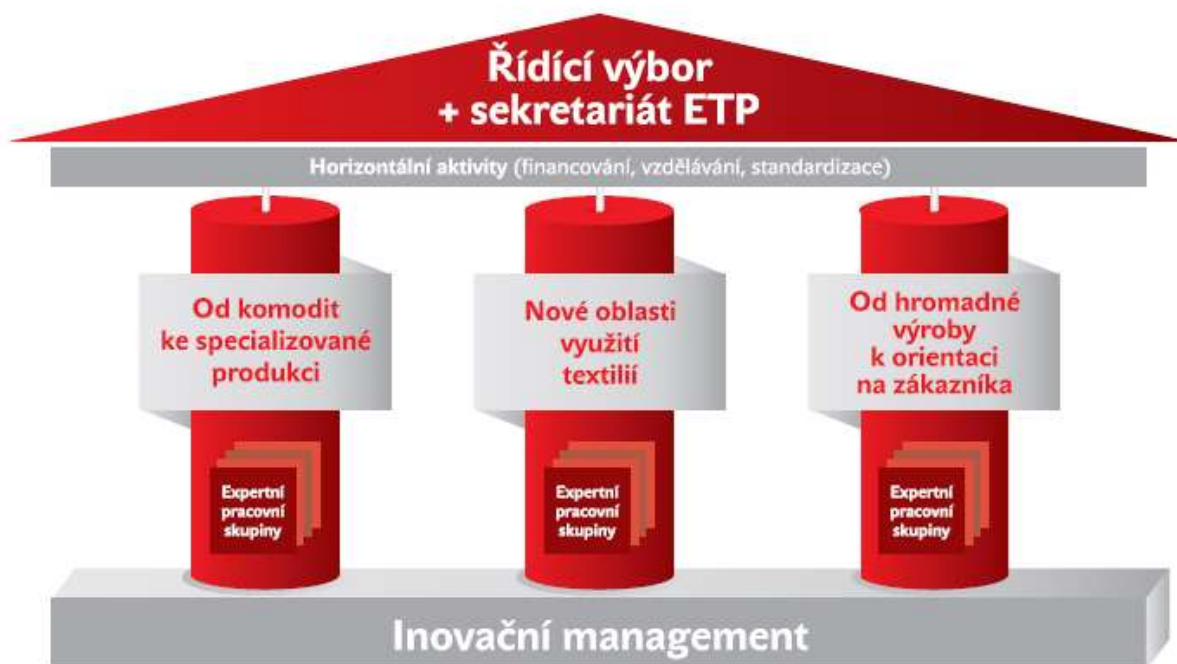 Řídící výbor
+ sekretariát ETP
Horizontální aktivity (financování, vzdělávání, standardizace)
Od komodit
ke specializované
produkci
Nové oblasti
využití
textilií
Od hromadné
výroby
k orientaci
na zákazníka
Expertní
pracovní
skupiny
Expertní
pracovní
skupiny
Expertní
pracovní
skupiny
Inovační management